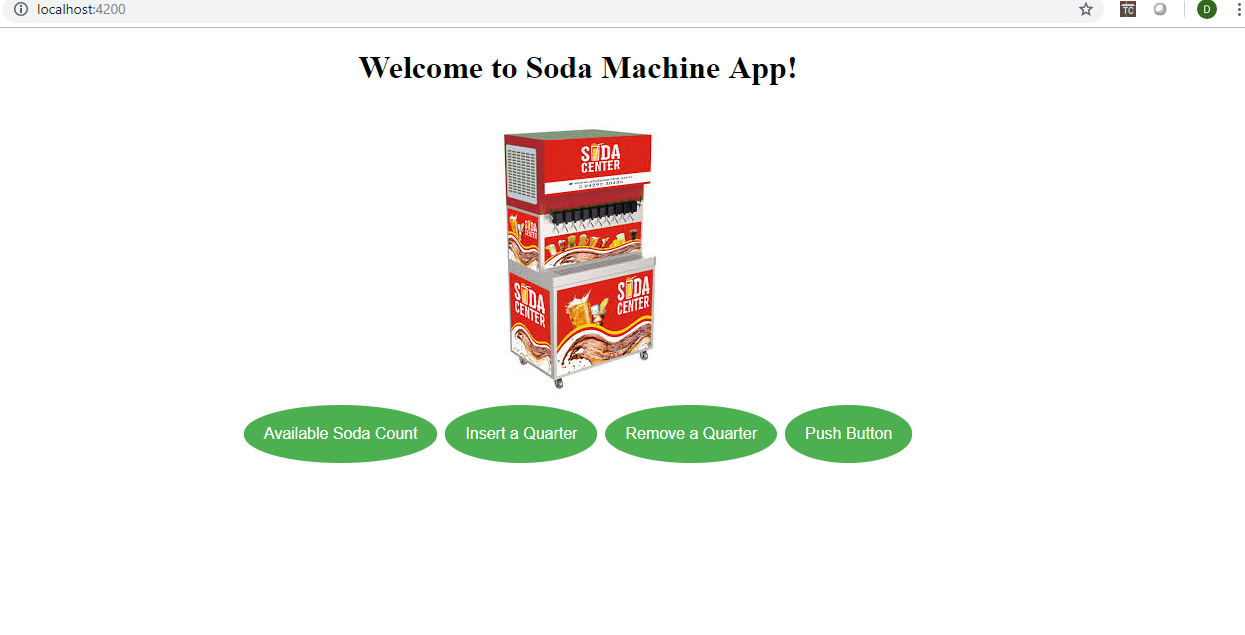 localhost:4200
TC
D
Welcome to Soda Machine App!
SODA
CENTER
SODA
CENTER
SODA
CENTER
SODA
CENTER
Available Soda Count
Insert a Quarter
Remove a Quarter
Push Button